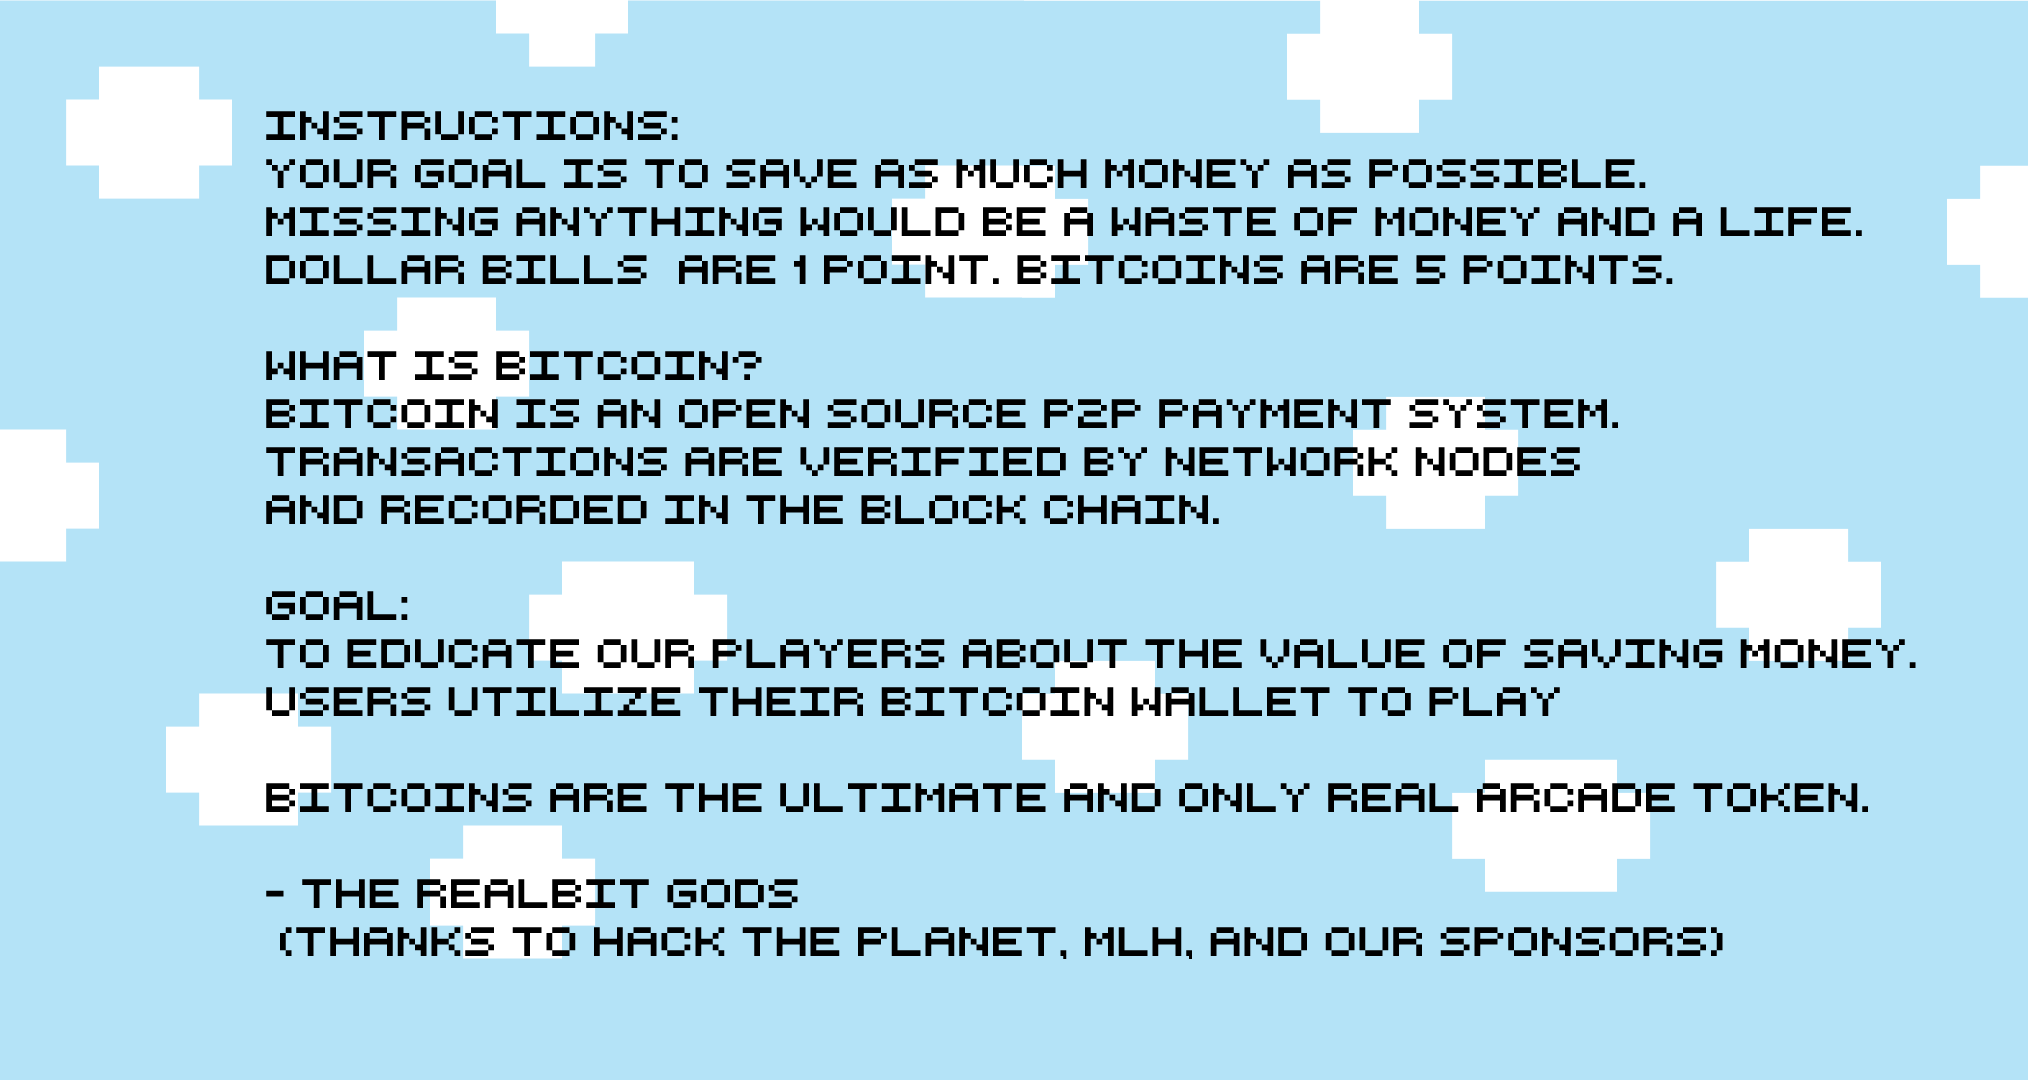 INSTRUCTIONS:
YOUR GOAL IS TO SAVE AS MUCH MONEY AS POSSIBLE.
MISSING ANYTHING WOULD BE A WASTE OF MONEY AND A LIFE.
DOLLAR BILLS  ARE 1 POINT. BITCOINS ARE 5 POINTS.
WHAT IS BITCOIN?
BITCOIN IS AN OPEN SOURCE P2P PAYMENT SYSTEM.
TRANSACTIONS ARE VERIFIED BY NETWORK NODES
AND RECORDED IN THE BLOCK CHAIN.
GOAL:
TO EDUCATE OUR PLAYERS ABOUT THE VALUE OF SAVING MONEY.
USERS UTILIZE THEIR BITCOIN WALLET TO PLAY
BITCOINS ARE THE ULTIMATE AND ONLY REAL ARCADE TOKEN.
- THE REALBIT GODS
(THANKS TO HACK THE PLANET, MLH, AND OUR SPONSORS)